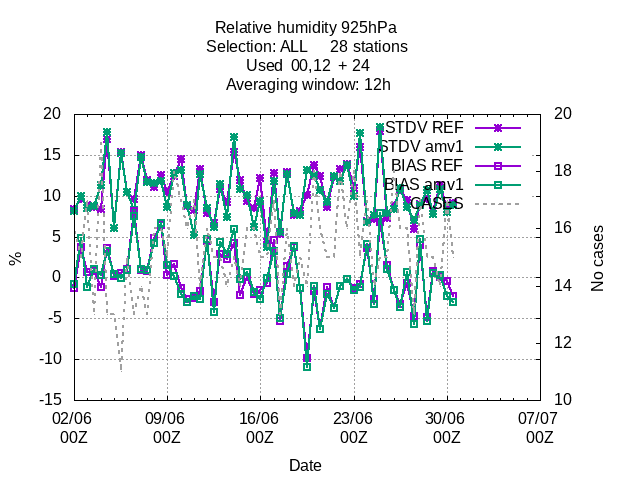 Relative humidity 925hPa
Selection: ALL     28 stations
Used  00,12  + 24
Averaging window: 12h
STDV REF
STDV amv1
BIAS REF
BIAS amv1
CASES
20
15
10
5
0
-5
-10
-15
%
20
18
16
14
12
10
No cases
02/06 09/06 16/06 23/06 30/06 07/07
00Z 00Z 00Z 00Z 00Z 00Z
Date